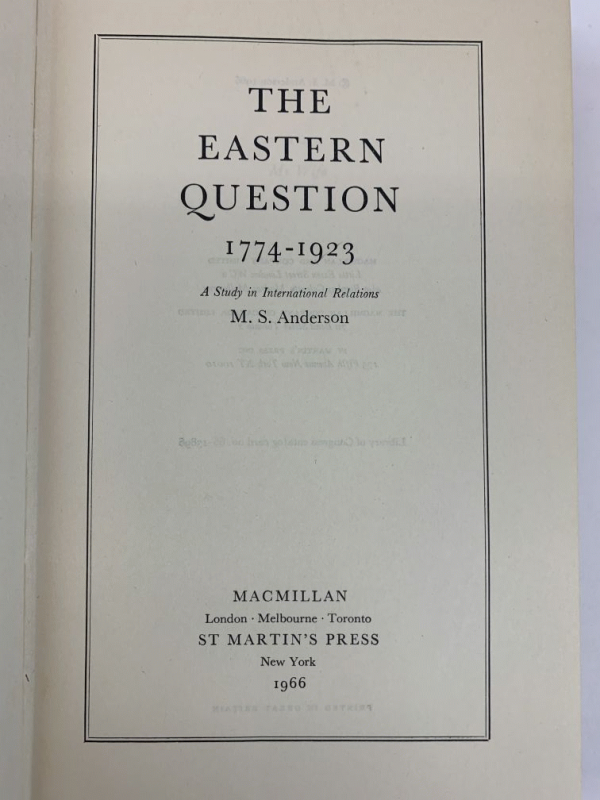 THE
EASTERN
QUESTION
1774-1923
A Study in International Relations
M. S. Anderson
MACMILLAN
London · Melbourne · Toronto
ST MARTIN'S PRESS
New York
1966